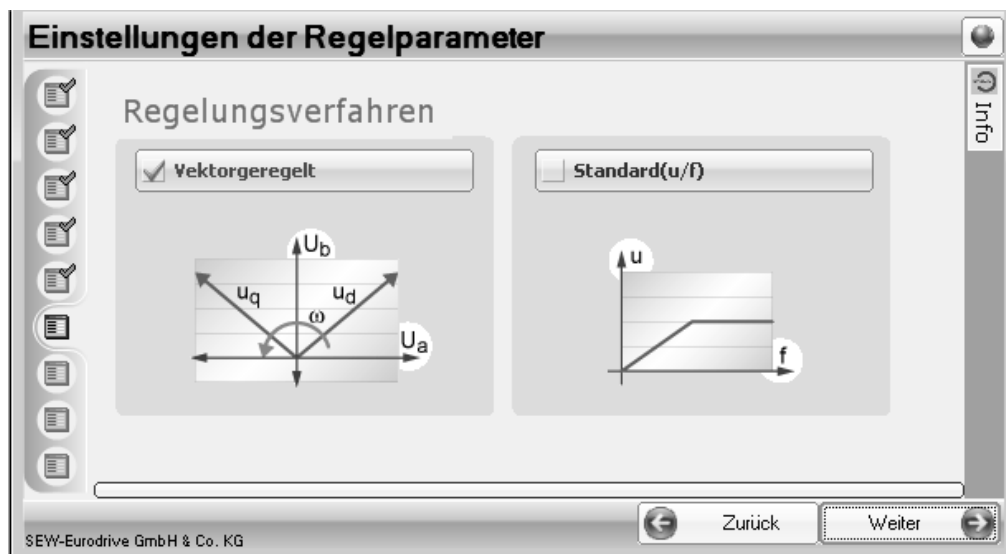 Einstellungen der Regelparameter
Info
Regelungsverfahren
Vektorgeregelt
Standard(u/f)
Ub
uq
ud
ω
Ua
u
f
Zurück
Weiter
SEW-Eurodrive GmbH & Co. KG